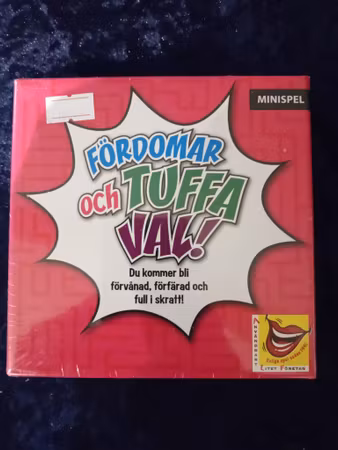 MINISPEL
FÖRDOMAR
och TUFFA
VAL!
Du kommer bli
förvånad, förfärad och
full i skratt!